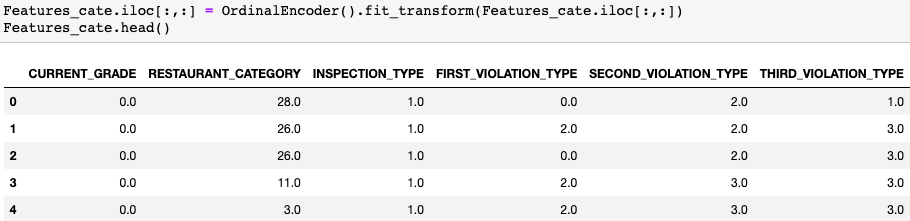 Features_cate.iloc[:,:] = OrdinalEncoder().fit_transform(Features_cate.iloc[:,:])
Features_cate.head()
CURRENT_GRADE RESTAURANT_CATEGORY INSPECTION_TYPE FIRST_VIOLATION_TYPE SECOND_VIOLATION_TYPE THIRD_VIOLATION_TYPE
0 0.0 28.0 1.0 0.0 2.0 1.0
1 0.0 26.0 1.0 2.0 2.0 3.0
2 0.0 26.0 1.0 0.0 2.0 3.0
3 0.0 11.0 1.0 2.0 3.0 3.0
4 0.0 3.0 1.0 2.0 3.0 3.0